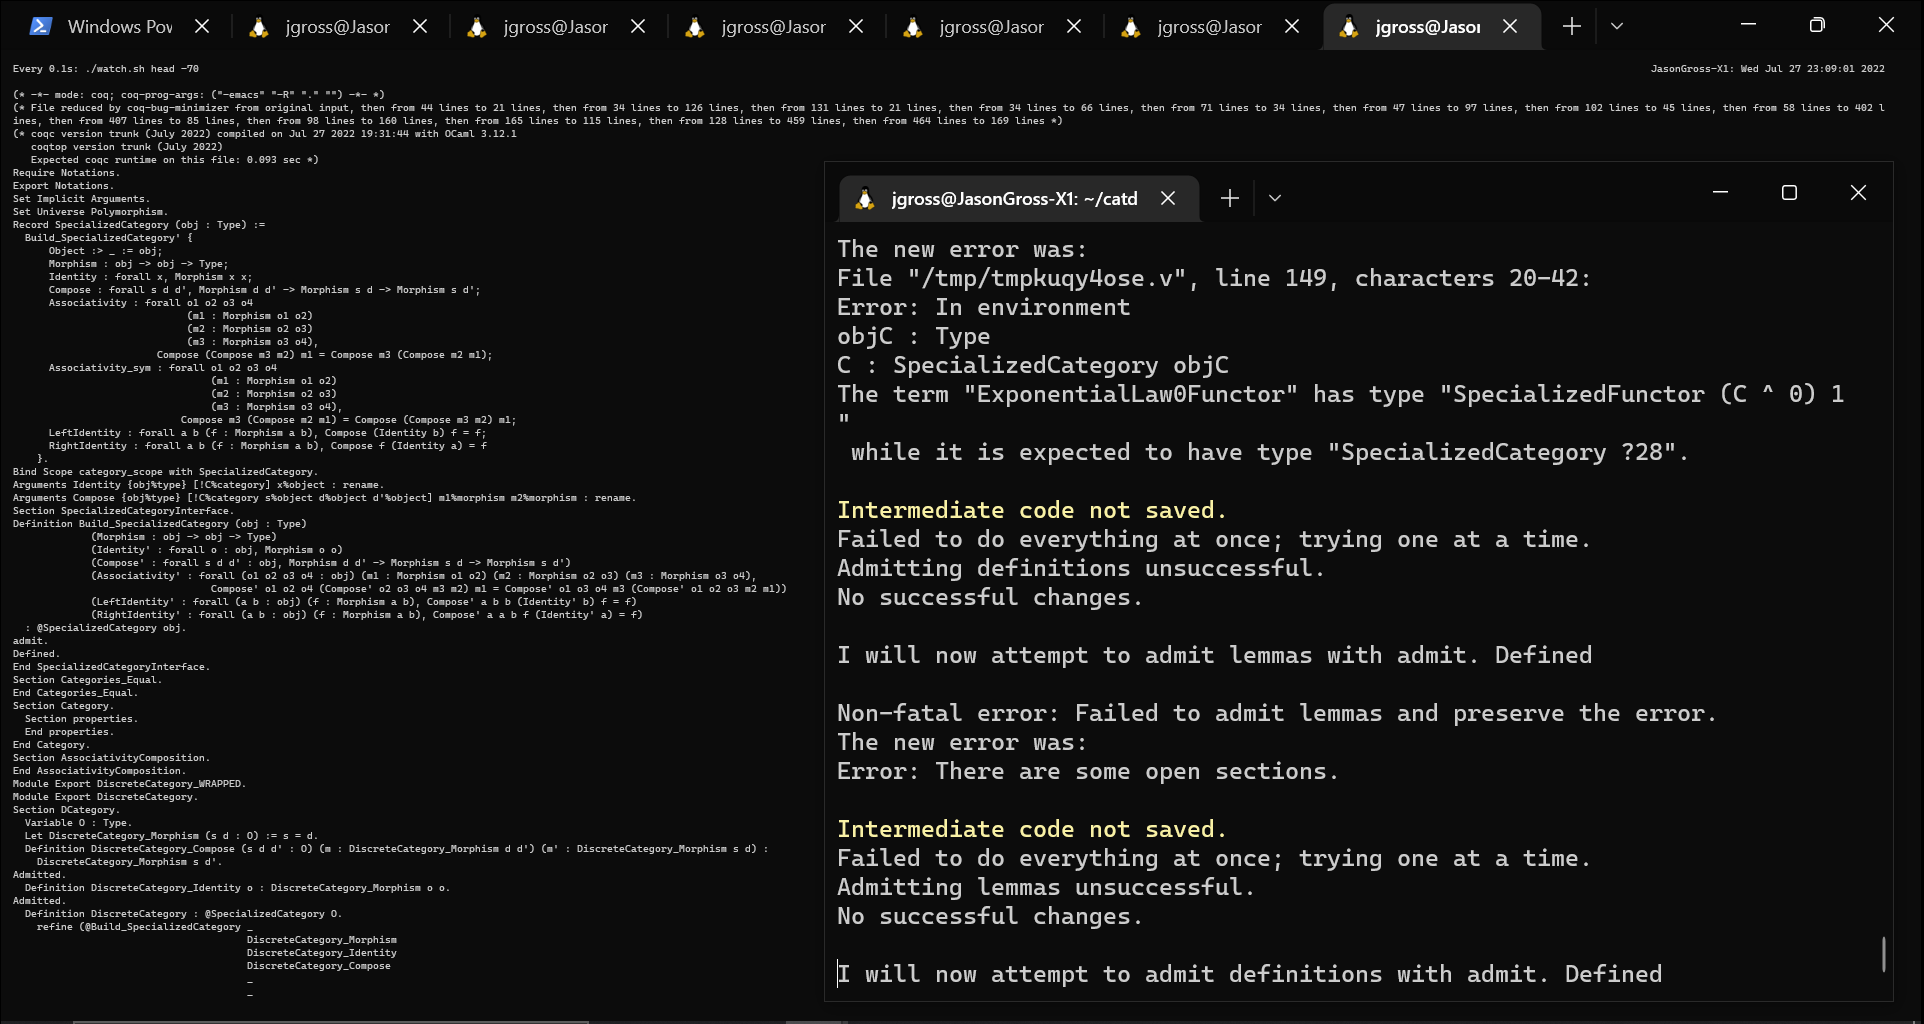 Windows Pov
jgross@Jasor
jgross@Jasor
jgross@Jasor
jgross@Jasor
jgross@Jasor
jgross@Jasor
Every 0.1s: ./watch.sh head -70
JasonGross-X1: Wed Jul 27 23:09:01 2022
(* -*- mode: coq; coq-prog-args: ("-emacs" "-R" "." "") -*- *)
(* File reduced by coq-bug-minimizer from original input, then from 44 lines to 21 lines, then from 34 lines to 126 lines, then from 131 lines to 21 lines, then from 34 lines to 66 lines, then from 71 lines to 34 lines, then from 47 lines to 97 lines, then from 102 lines to 45 lines, then from 58 lines to 402 l
ines, then from 407 lines to 85 lines, then from 98 lines to 160 lines, then from 165 lines to 115 lines, then from 128 lines to 459 lines, then from 464 lines to 169 lines *)
(* coqc version trunk (July 2022) compiled on Jul 27 2022 19:31:44 with OCaml 3.12.1
   coqtop version trunk (July 2022)
   Expected coqc runtime on this file: 0.093 sec *)
Require Notations.
Export Notations.
Set Implicit Arguments.
Set Universe Polymorphism.
Record SpecializedCategory (obj : Type) :=
  Build_SpecializedCategory' {
      Object :> _ := obj;
      Morphism : obj -> obj -> Type;
      Identity : forall x, Morphism x x;
      Compose : forall s d d', Morphism d d' -> Morphism s d -> Morphism s d';
      Associativity : forall o1 o2 o3 o4
                             (m1 : Morphism o1 o2)
                             (m2 : Morphism o2 o3)
                             (m3 : Morphism o3 o4),
                        Compose (Compose m3 m2) m1 = Compose m3 (Compose m2 m1);
      Associativity_sym : forall o1 o2 o3 o4
                                 (m1 : Morphism o1 o2)
                                 (m2 : Morphism o2 o3)
                                 (m3 : Morphism o3 o4),
                            Compose m3 (Compose m2 m1) = Compose (Compose m3 m2) m1;
      LeftIdentity : forall a b (f : Morphism a b), Compose (Identity b) f = f;
      RightIdentity : forall a b (f : Morphism a b), Compose f (Identity a) = f
    }.
Bind Scope category_scope with SpecializedCategory.
Arguments Identity {obj%type} [!C%category] x%object : rename.
Arguments Compose {obj%type} [!C%category s%object d%object d'%object] m1%morphism m2%morphism : rename.
Section SpecializedCategoryInterface.
Definition Build_SpecializedCategory (obj : Type)
             (Morphism : obj -> obj -> Type)
             (Identity' : forall o : obj, Morphism o o)
             (Compose' : forall s d d' : obj, Morphism d d' -> Morphism s d -> Morphism s d')
             (Associativity' : forall (o1 o2 o3 o4 : obj) (m1 : Morphism o1 o2) (m2 : Morphism o2 o3) (m3 : Morphism o3 o4),
                                 Compose' o1 o2 o4 (Compose' o2 o3 o4 m3 m2) m1 = Compose' o1 o3 o4 m3 (Compose' o1 o2 o3 m2 m1))
             (LeftIdentity' : forall (a b : obj) (f : Morphism a b), Compose' a b b (Identity' b) f = f)
             (RightIdentity' : forall (a b : obj) (f : Morphism a b), Compose' a a b f (Identity' a) = f)
  : @SpecializedCategory obj.
admit.
Defined.
End SpecializedCategoryInterface.
Section Categories_Equal.
End Categories_Equal.
Section Category.
  Section properties.
  End properties.
End Category.
Section AssociativityComposition.
End AssociativityComposition.
Module Export DiscreteCategory_WRAPPED.
Module Export DiscreteCategory.
Section DCategory.
  Variable O : Type.
  Let DiscreteCategory_Morphism (s d : O) := s = d.
  Definition DiscreteCategory_Compose (s d d' : O) (m : DiscreteCategory_Morphism d d') (m' : DiscreteCategory_Morphism s d) :
    DiscreteCategory_Morphism s d'.
Admitted.
  Definition DiscreteCategory_Identity o : DiscreteCategory_Morphism o o.
Admitted.
  Definition DiscreteCategory : @SpecializedCategory O.
    refine (@Build_SpecializedCategory _
                                       DiscreteCategory_Morphism
                                       DiscreteCategory_Identity
                                       DiscreteCategory_Compose
                                       _
                                       _
jgross@JasonGross-X1: ~/catd
The new error was:
File "/tmp/tmpkuqy4ose.v", line 149, characters 20-42:
Error: In environment
objC : Type
C : SpecializedCategory objC
The term "ExponentialLaw0Functor" has type "SpecializedFunctor (C ^ 0) 1
"
 while it is expected to have type "SpecializedCategory ?28".
Intermediate code not saved.
Failed to do everything at once; trying one at a time.
Admitting definitions unsuccessful.
No successful changes.
I will now attempt to admit lemmas with admit. Defined
Non-fatal error: Failed to admit lemmas and preserve the error.
The new error was:
Error: There are some open sections.
Intermediate code not saved.
Failed to do everything at once; trying one at a time.
Admitting lemmas unsuccessful.
No successful changes.
I will now attempt to admit definitions with admit. Defined